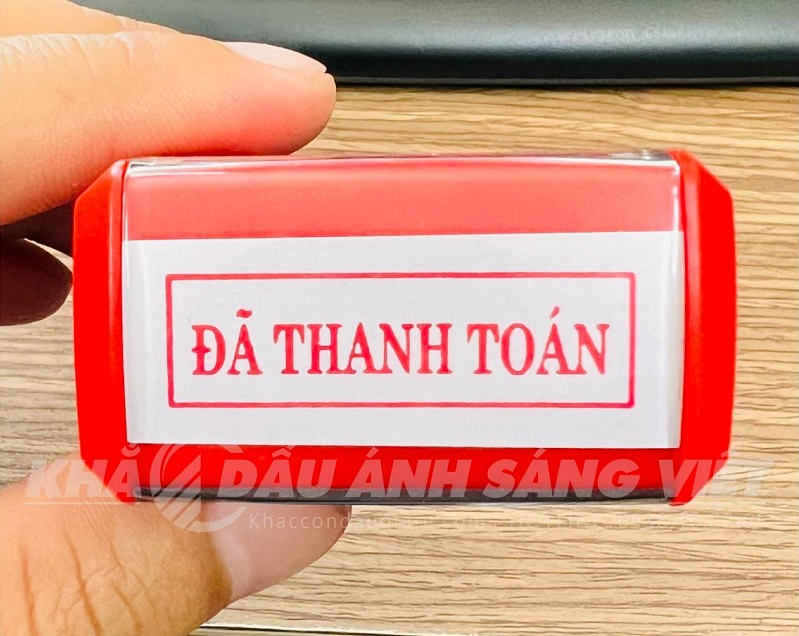 ĐÃ THANH TOÁN
KHẮC DẤU ÁNH SÁNG VIỆT